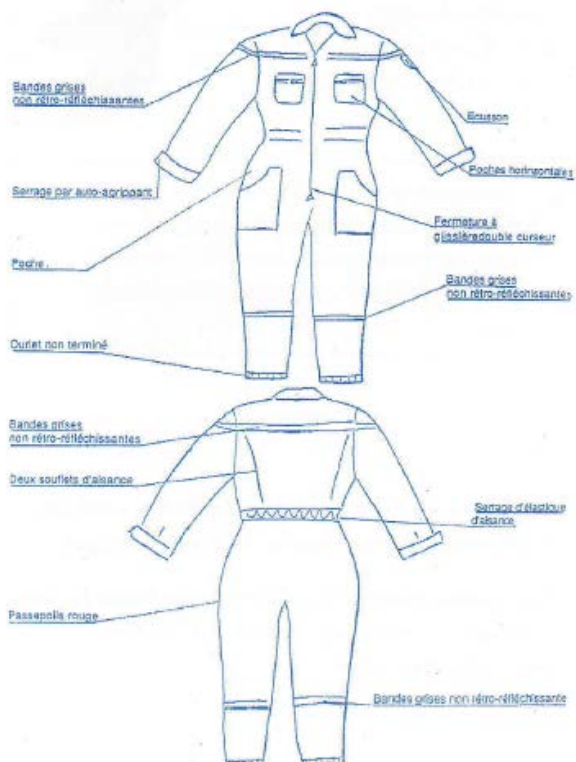 Bandes grises
non rétro-réfléchissantes
Ecusson
Poches horizontales
Serrage par auto-agrippant
Fermeture à
glissière double curseur
Poche.
Bandes grises
non rétro-réfléchissantes
Ourlet non terminé
Bandes grises
non rétro-réfléchissantes
Deux soufflets d'aisance
Serrage d'élastique
d'aisance
Passepoils rouge
Bandes grises non rétro-réfléchissante